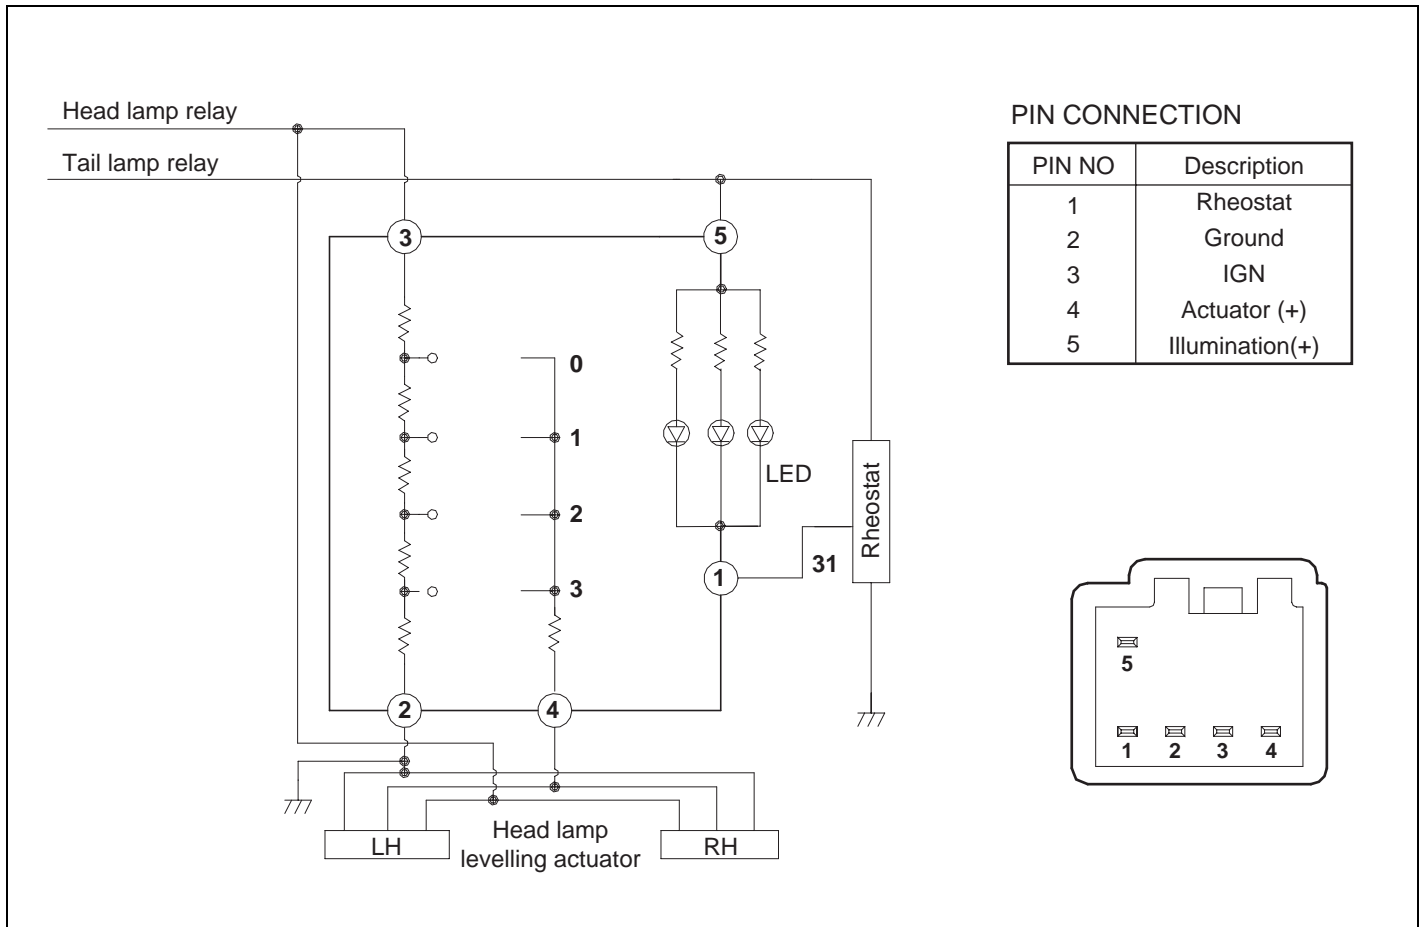 Head lamp relay
Tail lamp relay
3
5
0
1
2
3
LED
31
1
Rheostat
2
4
LH
Head lamp
levelling actuator
RH
PIN CONNECTION
PIN NO Description
1 Rheostat
2 Ground
3 IGN
4 Actuator (+)
5 Illumination(+)
5
1 2 3 4